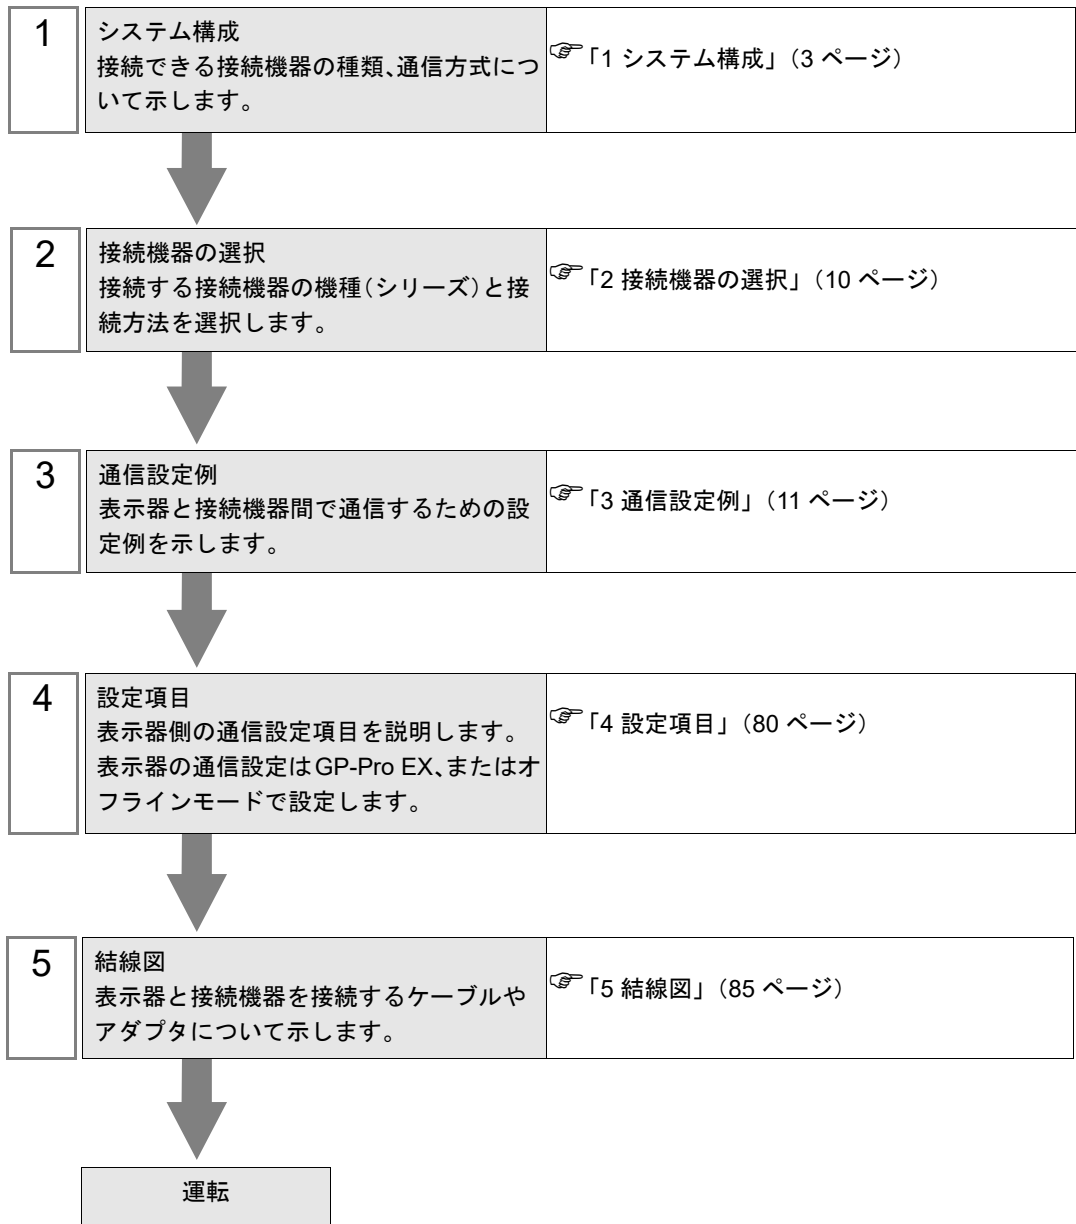 1
システム構成
接続できる接続機器の種類、通信方式につ
いて示します。
「1 システム構成」（3 ページ）
2
接続機器の選択
接続する接続機器の機種（シリーズ）と接
続方法を選択します。
「2 接続機器の選択」（10 ページ）
3
通信設定例
表示器と接続機器間で通信するための設
定例を示します。
「3 通信設定例」（11 ページ）
4
設定項目
表示器側の通信設定項目を説明します。
表示器の通信設定はGP-Pro EX、またはオ
フラインモードで設定します。
「4 設定項目」（80 ページ）
5
結線図
表示器と接続機器を接続するケーブルや
アダプタについて示します。
「5 結線図」（85 ページ）
運転